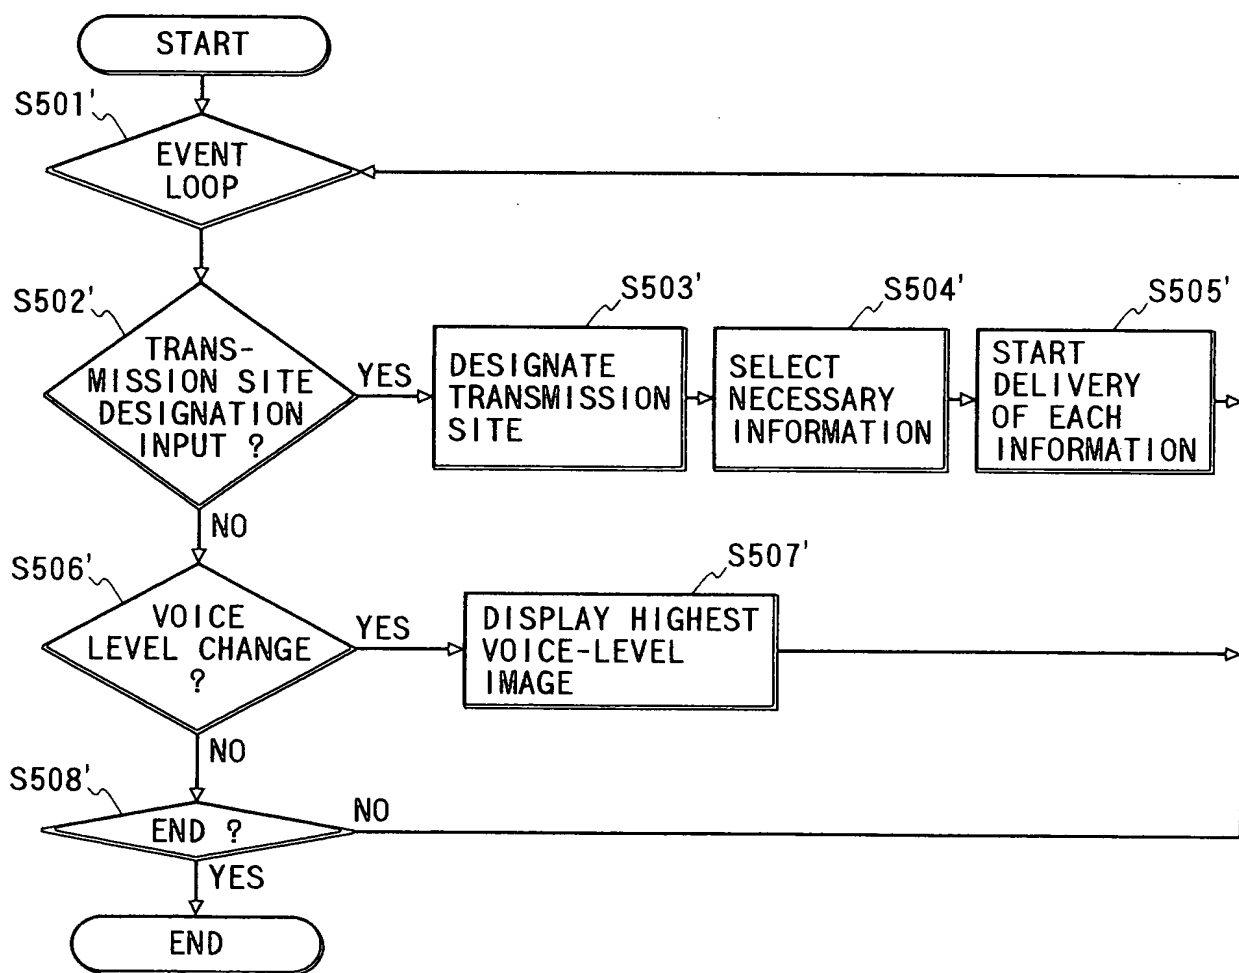 START
S501'
EVENT
LOOP
S502'
TRANS-
MISSION SITE
DESIGNATION
INPUT ?
YES
S503'
DESIGNATE
TRANSMISSION
SITE
S504'
SELECT
NECESSARY
INFORMATION
S505'
START
DELIVERY
OF EACH
INFORMATION
NO
S506'
VOICE
LEVEL CHANGE
?
YES
S507'
DISPLAY HIGHEST
VOICE-LEVEL
IMAGE
NO
S508'
END ?
NO
YES
END